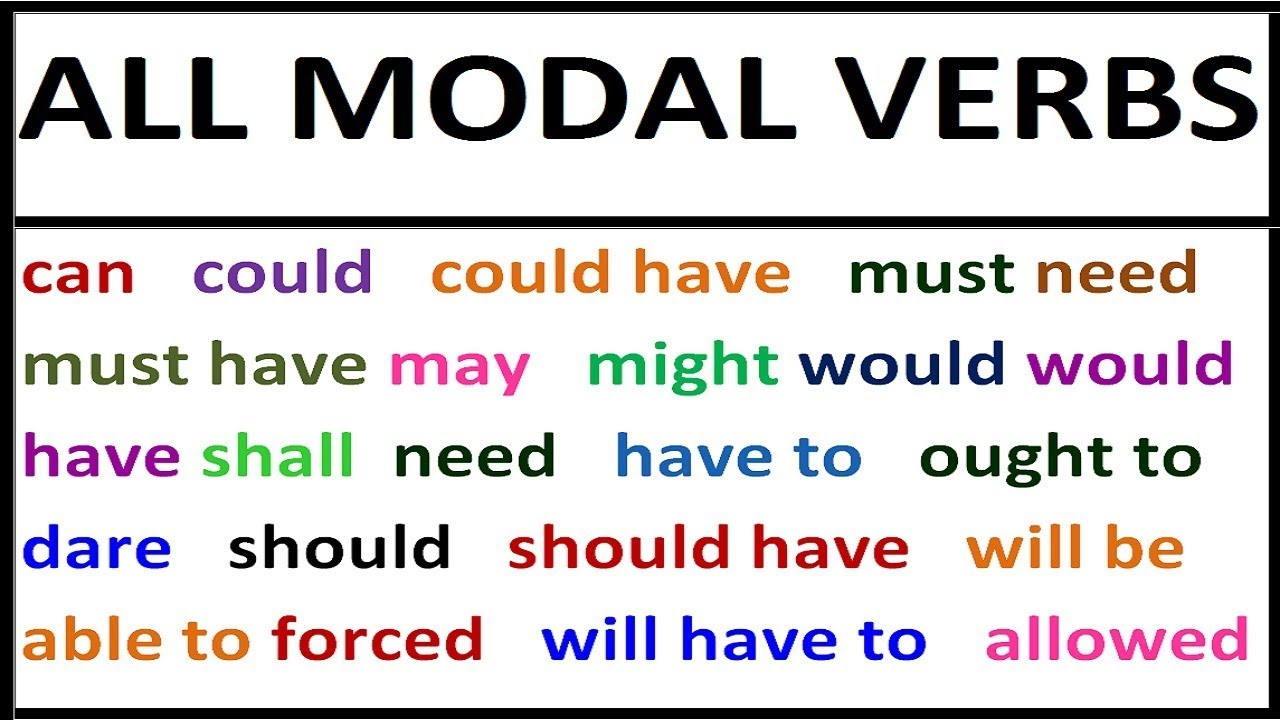 ALL MODAL VERBS
can could could have must need
must have may might would would
have shall need have to ought to
dare should should have will be
able to forced will have to allowed